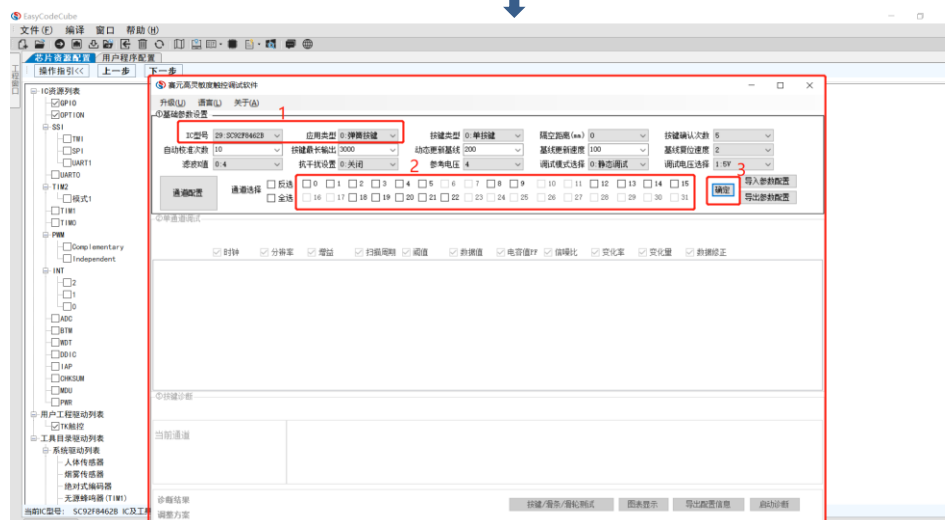 EasyCodeCube
文件(F) 编译 窗口 帮助(H)
芯片资源配置 用户程序配置
操作指引<< 上一步 下一步
工程窗口
IC资源列表
GPIO
OPTION
SSI
TWI
SPI
UART1
UART0
TIM2
模式1
TIM1
TIM0
PWM
Complementary
Independent
INT
2
1
0
ADC
BTM
WDT
DDIC
IAP
CHKSUM
MDU
PWR
用户工程驱动列表
TK触控
工具目录驱动列表
系统驱动列表
人体传感器
烟雾传感器
绝对式编码器
无源蜂鸣器(TIM1)
当前IC型号: SC92F8462B IC及工具
赛元高灵敏度触控调试软件
升级(U) 语言(L) 关于(A)
①基础参数设置
1
IC型号 29:SC92F8462B 应用类型 0:弹簧按键 按键类型 0:单按键 隔空距离(mm) 0 按键确认次数 5
自动校准次数 10 按键最长输出 3000 动态更新基线 200 基线更新速度 100 基线复位速度 2
滤波K值 0:4 抗干扰设置 0:关闭 参考电压 4 调试模式选择 0:静态调试 调试电压选择 1:5V
2
3
通道配置 通道选择 反选 0 1 2 3 4 5 6 7 8 9 10 11 12 13 14 15 确定 导入参数配置
全选 16 17 18 19 20 21 22 23 24 25 26 27 28 29 30 31 导出参数配置
②单通道调试
时钟 分辨率 增益 扫描周期 阈值 数据值 电容值PF 信噪比 变化率 变化量 数据修正
③按键诊断
当前通道
诊断结果
调整方案
按键/滑条/滑轮测试 图表显示 导出配置信息 启动诊断